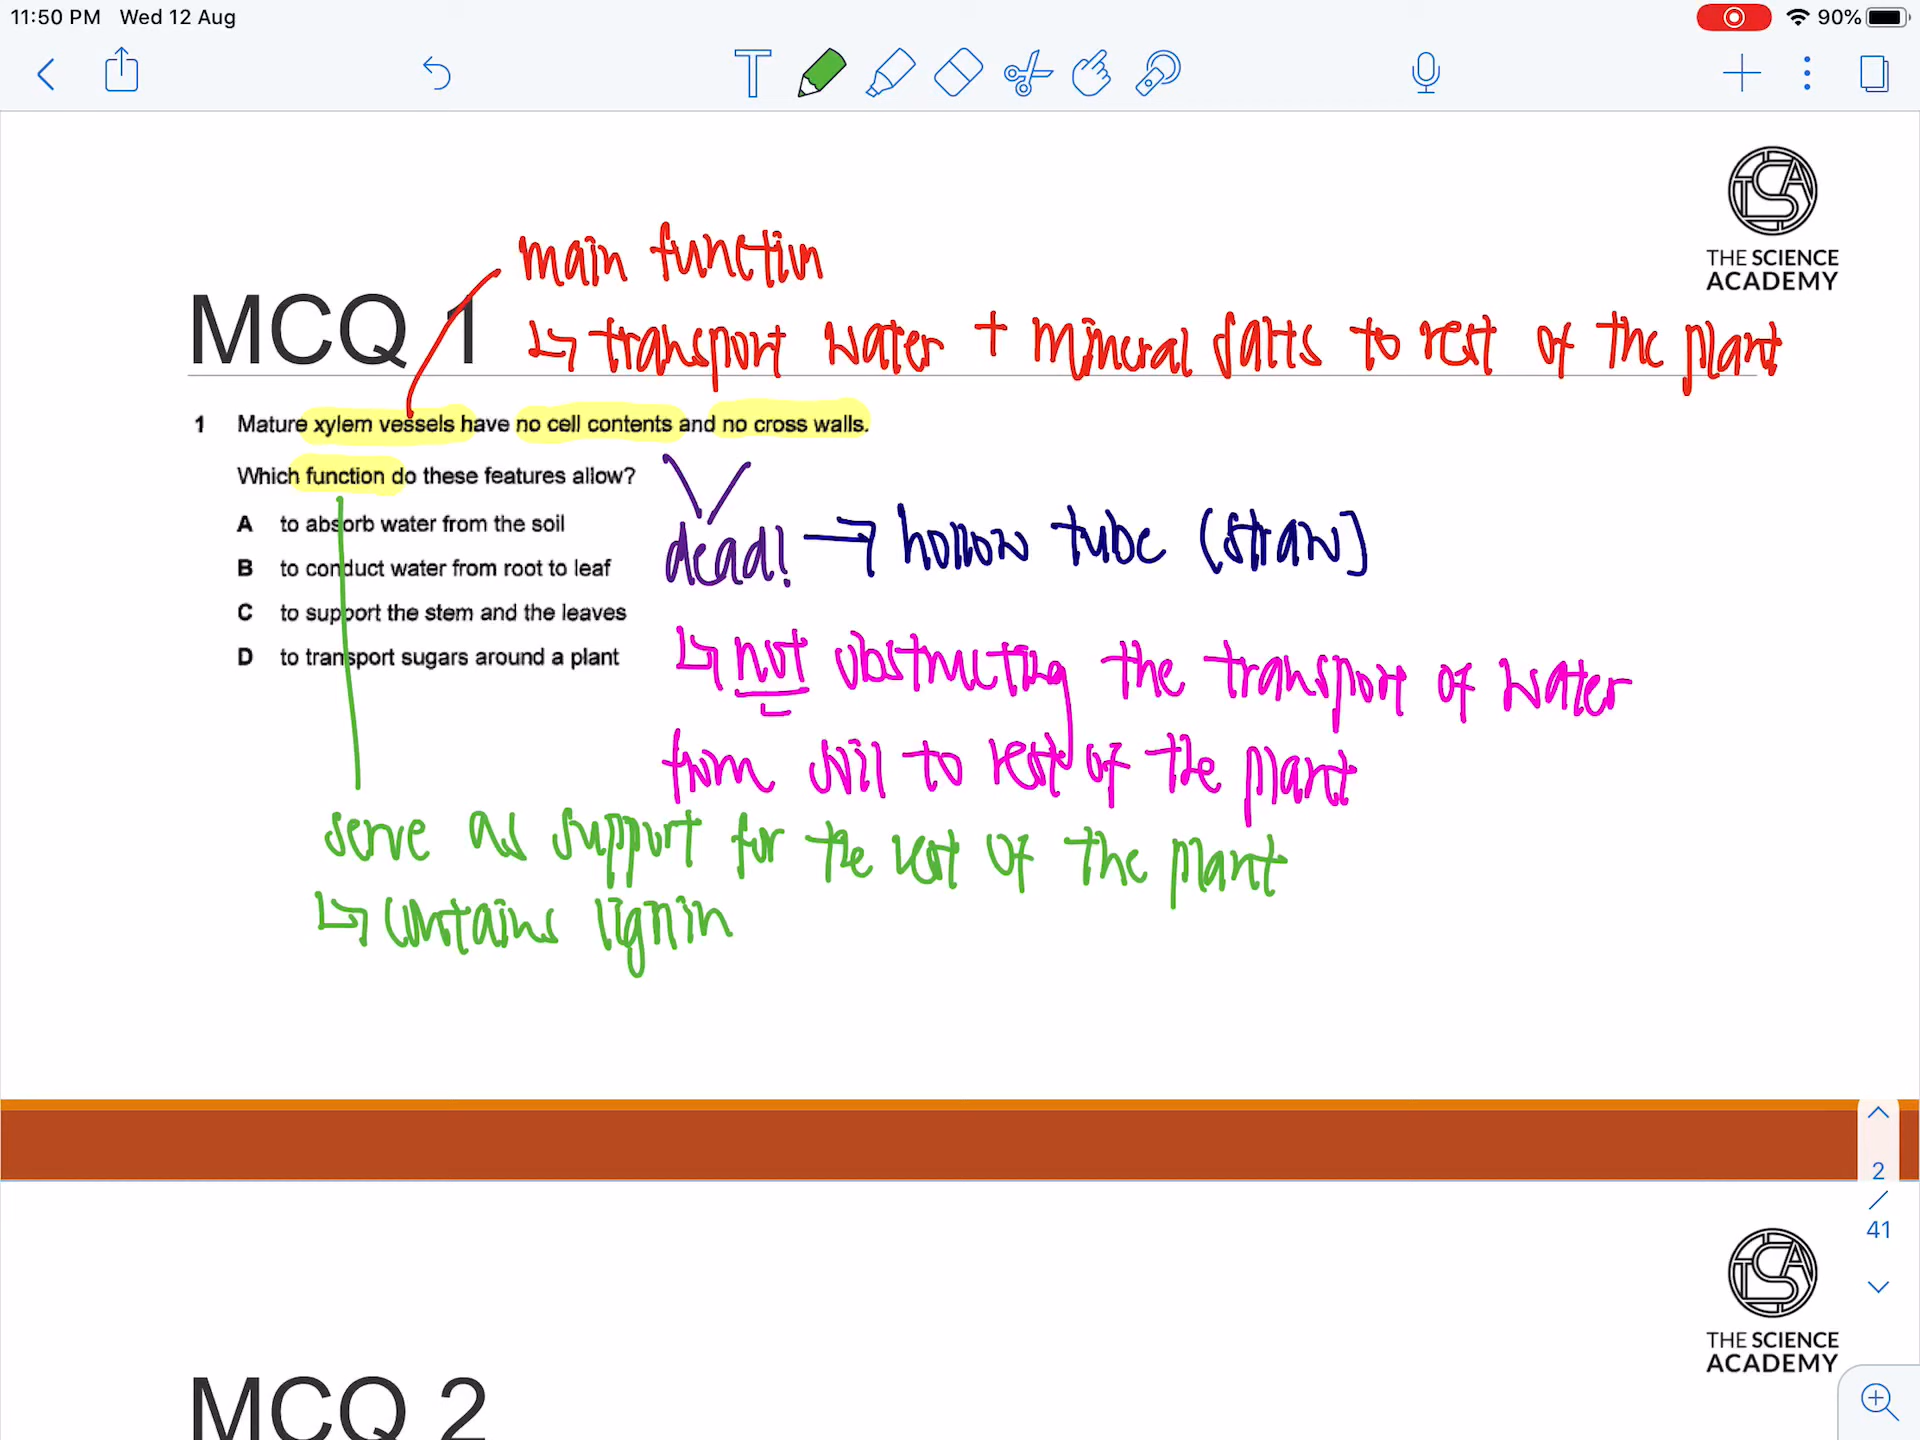 11:50 PM Wed 12 Aug
90%
T
THE SCIENCE
ACADEMY
main function
MCQ 1
↳ transport water + mineral salts to rest of the plant
1 Mature xylem vessels have no cell contents and no cross walls.
Which function do these features allow?
A to absorb water from the soil
B to conduct water from root to leaf
C to support the stem and the leaves
D to transport sugars around a plant
dead! → hollow tube (straw)
↳ not obstructing the transport of water
from soil to rest of the plant
serve as support for the rest of the plant
↳ contains lignin
2
/
41
THE SCIENCE
ACADEMY
MCQ 2